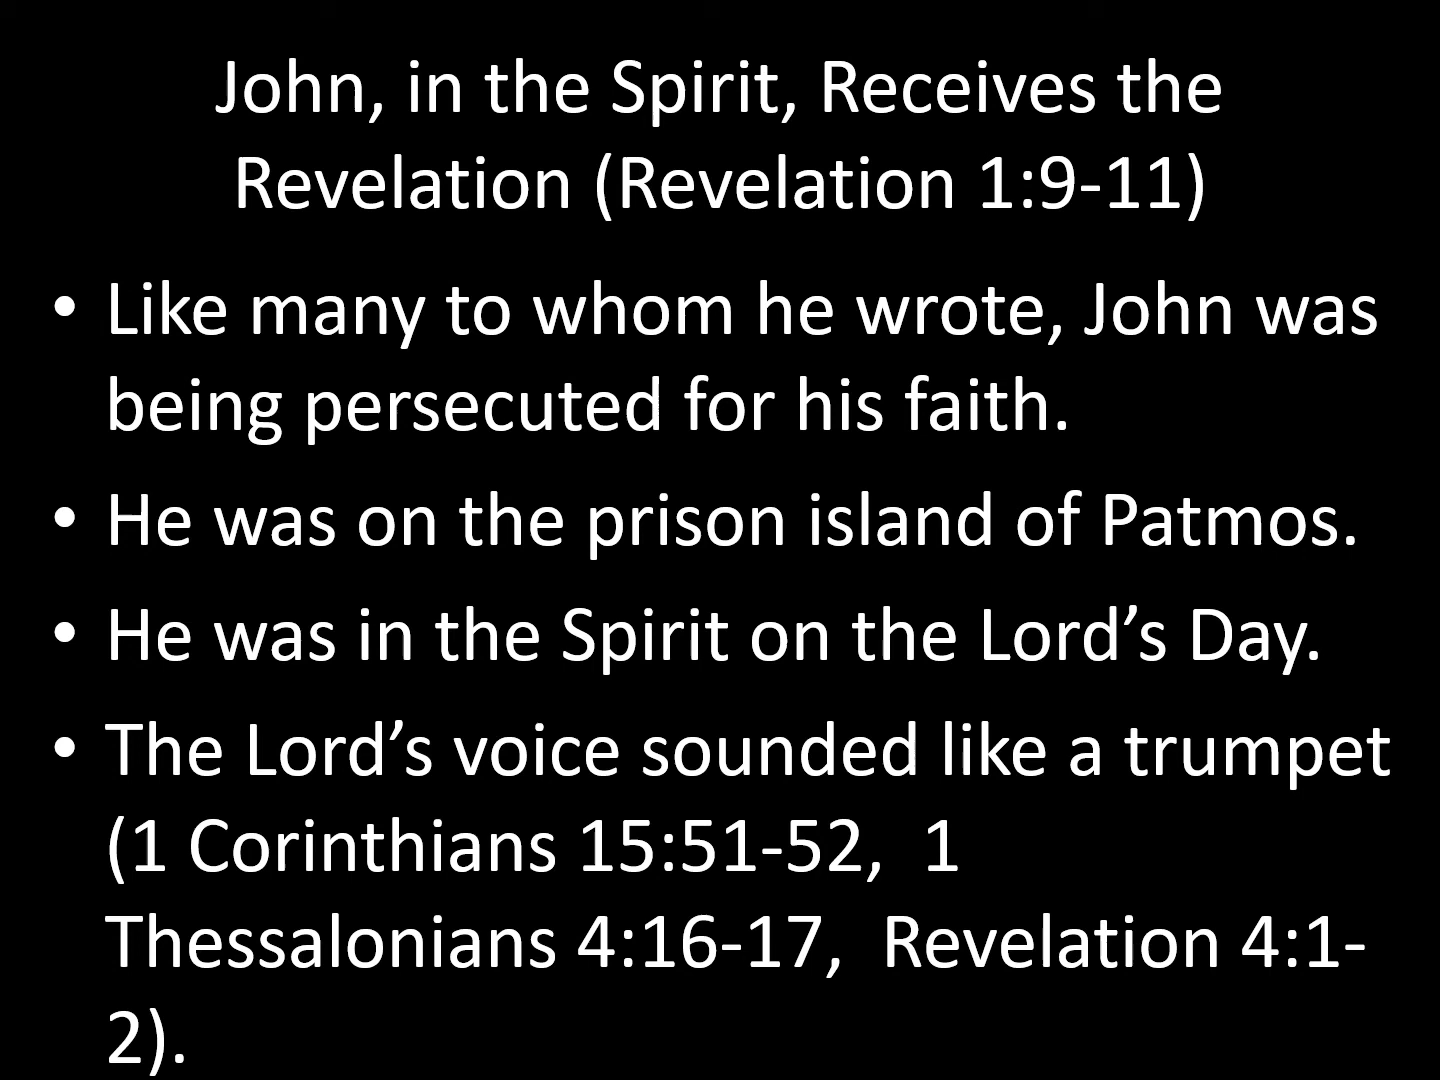 John, in the Spirit, Receives the
Revelation (Revelation 1:9-11)
• Like many to whom he wrote, John was
being persecuted for his faith.
• He was on the prison island of Patmos.
• He was in the Spirit on the Lord’s Day.
• The Lord’s voice sounded like a trumpet
(1 Corinthians 15:51-52,  1
Thessalonians 4:16-17,  Revelation 4:1-
2).